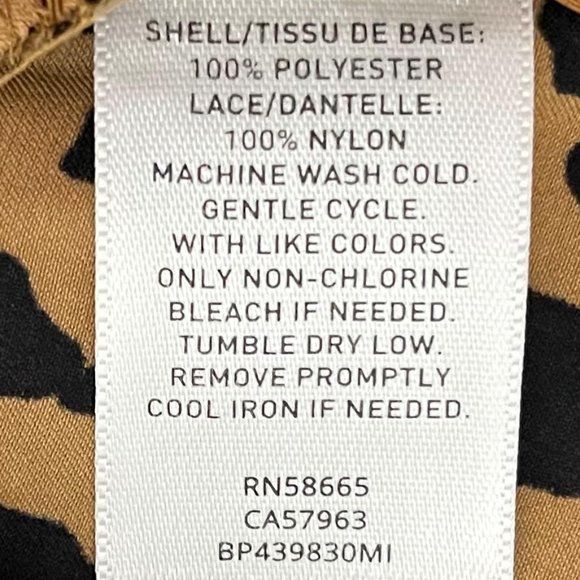 SHELL/TISSU DE BASE:
100% POLYESTER
LACE/DANTELLE:
100% NYLON
MACHINE WASH COLD.
GENTLE CYCLE.
WITH LIKE COLORS.
ONLY NON-CHLORINE
BLEACH IF NEEDED.
TUMBLE DRY LOW.
REMOVE PROMPTLY
COOL IRON IF NEEDED.
RN58665
CA57963
BP439830MI